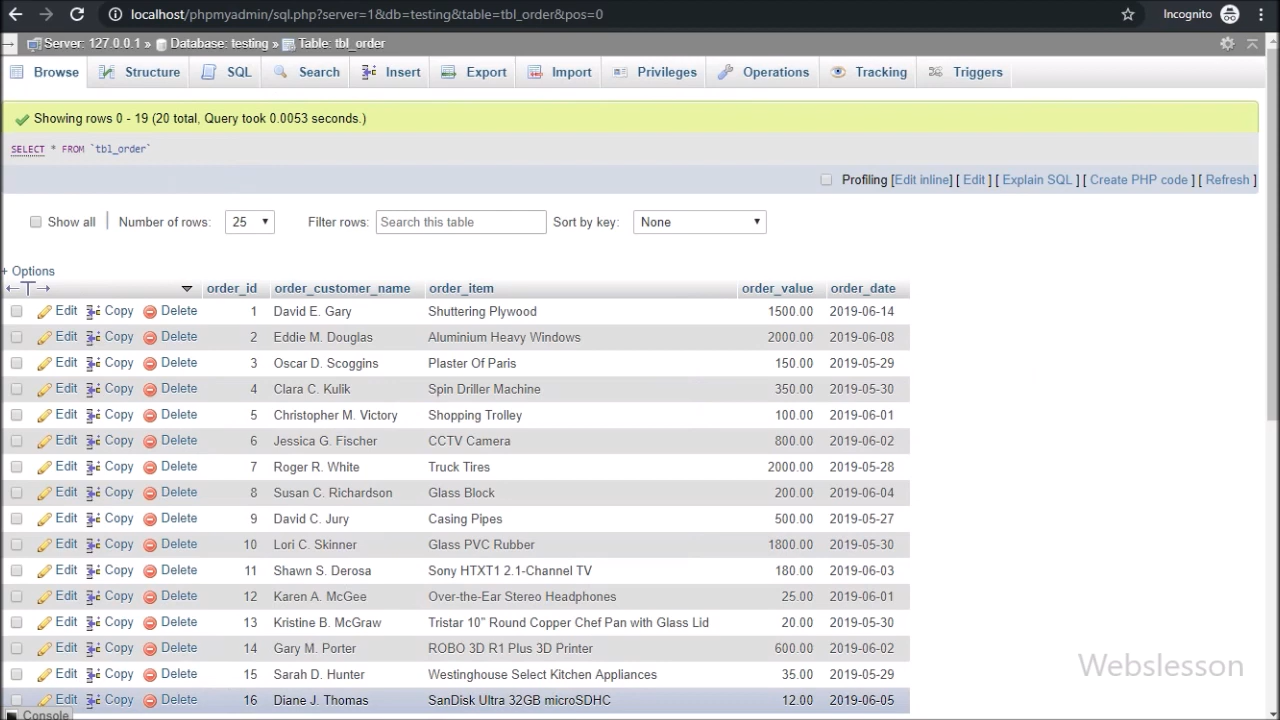 localhost/phpmyadmin/sql.php?server=1&db=testing&table=tbl_order&pos=0 Incognito
Server: 127.0.0.1 » Database: testing » Table: tbl_order
Browse Structure SQL Search Insert Export Import Privileges Operations Tracking Triggers
Showing rows 0 - 19 (20 total, Query took 0.0053 seconds.)
SELECT * FROM `tbl_order`
Profiling [Edit inline] [ Edit ] [ Explain SQL ] [ Create PHP code ] [ Refresh ]
Show all | Number of rows: 25 Filter rows: Search this table Sort by key: None
+ Options
←T→ order_id order_customer_name order_item order_value order_date
Edit Copy Delete 1 David E. Gary Shuttering Plywood 1500.00 2019-06-14
Edit Copy Delete 2 Eddie M. Douglas Aluminium Heavy Windows 2000.00 2019-06-08
Edit Copy Delete 3 Oscar D. Scoggins Plaster Of Paris 150.00 2019-05-29
Edit Copy Delete 4 Clara C. Kulik Spin Driller Machine 350.00 2019-05-30
Edit Copy Delete 5 Christopher M. Victory Shopping Trolley 100.00 2019-06-01
Edit Copy Delete 6 Jessica G. Fischer CCTV Camera 800.00 2019-06-02
Edit Copy Delete 7 Roger R. White Truck Tires 2000.00 2019-05-28
Edit Copy Delete 8 Susan C. Richardson Glass Block 200.00 2019-06-04
Edit Copy Delete 9 David C. Jury Casing Pipes 500.00 2019-05-27
Edit Copy Delete 10 Lori C. Skinner Glass PVC Rubber 1800.00 2019-05-30
Edit Copy Delete 11 Shawn S. Derosa Sony HTXT1 2.1-Channel TV 180.00 2019-06-03
Edit Copy Delete 12 Karen A. McGee Over-the-Ear Stereo Headphones 25.00 2019-06-01
Edit Copy Delete 13 Kristine B. McGraw Tristar 10" Round Copper Chef Pan with Glass Lid 20.00 2019-05-30
Edit Copy Delete 14 Gary M. Porter ROBO 3D R1 Plus 3D Printer 600.00 2019-06-02
Edit Copy Delete 15 Sarah D. Hunter Westinghouse Select Kitchen Appliances 35.00 2019-05-29
Edit Copy Delete 16 Diane J. Thomas SanDisk Ultra 32GB microSDHC 12.00 2019-06-05
Console
Webslesson